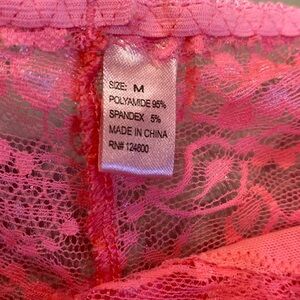 SIZE: M
POLYAMIDE 95%
SPANDEX 5%
MADE IN CHINA
RN# 124600